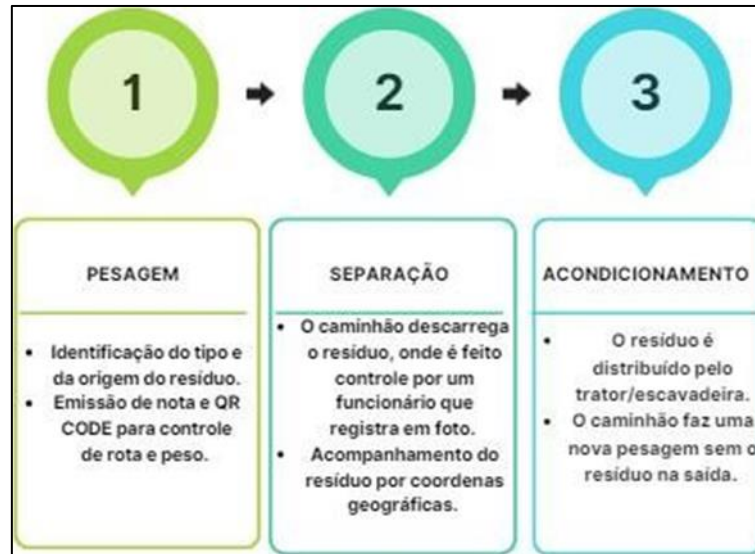 1
2
3
PESAGEM
• Identificação do tipo e
da origem do resíduo.
• Emissão de nota e QR
CODE para controle
de rota e peso.
SEPARAÇÃO
• O caminhão descarrega
o resíduo, onde é feito
controle por um
funcionário que
registra em foto.
• Acompanhamento do
resíduo por coordenas
geográficas.
ACONDICIONAMENTO
• O resíduo é
distribuído pelo
trator/escavadeira.
• O caminhão faz uma
nova pesagem sem o
resíduo na saída.